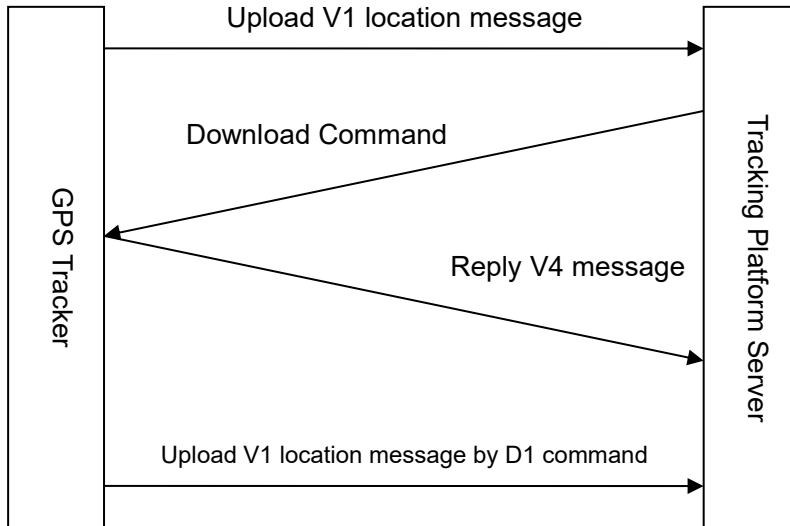 Upload V1 location message
Download Command
GPS Tracker
Tracking Platform Server
Reply V4 message
Upload V1 location message by D1 command